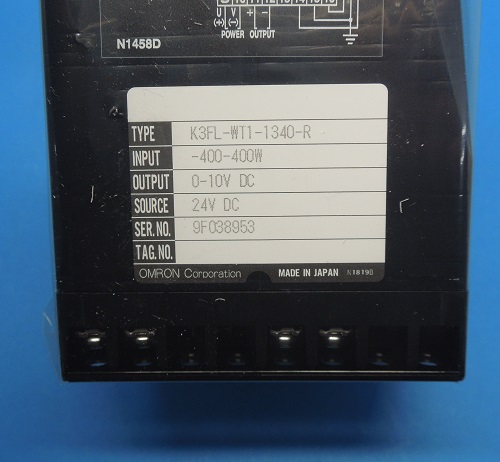 U V + −
(+) (−)
POWER OUTPUT
N1458D
TYPE K3FL-WT1-1340-R
INPUT -400-400W
OUTPUT 0-10V DC
SOURCE 24V DC
SER.NO. 9F038953
TAG.NO.
OMRON Corporation MADE IN JAPAN